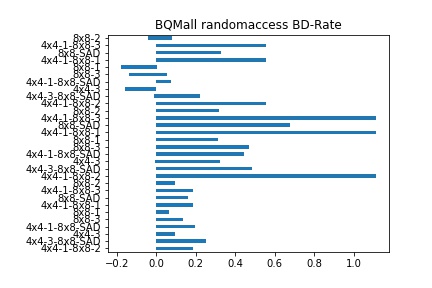 BQMall randomaccess BD-Rate
8x8-2
4x4-1-8x8-3
8x8-SAD
4x4-1-8x8-1
8x8-1
8x8-3
4x4-1-8x8-SAD
4x4-3
4x4-3-8x8-SAD
4x4-1-8x8-2
8x8-2
4x4-1-8x8-3
8x8-SAD
4x4-1-8x8-1
8x8-1
8x8-3
4x4-1-8x8-SAD
4x4-3
4x4-3-8x8-SAD
4x4-1-8x8-2
8x8-2
4x4-1-8x8-3
8x8-SAD
4x4-1-8x8-1
8x8-1
8x8-3
4x4-1-8x8-SAD
4x4-3
4x4-3-8x8-SAD
4x4-1-8x8-2
−0.2 0.0 0.2 0.4 0.6 0.8 1.0